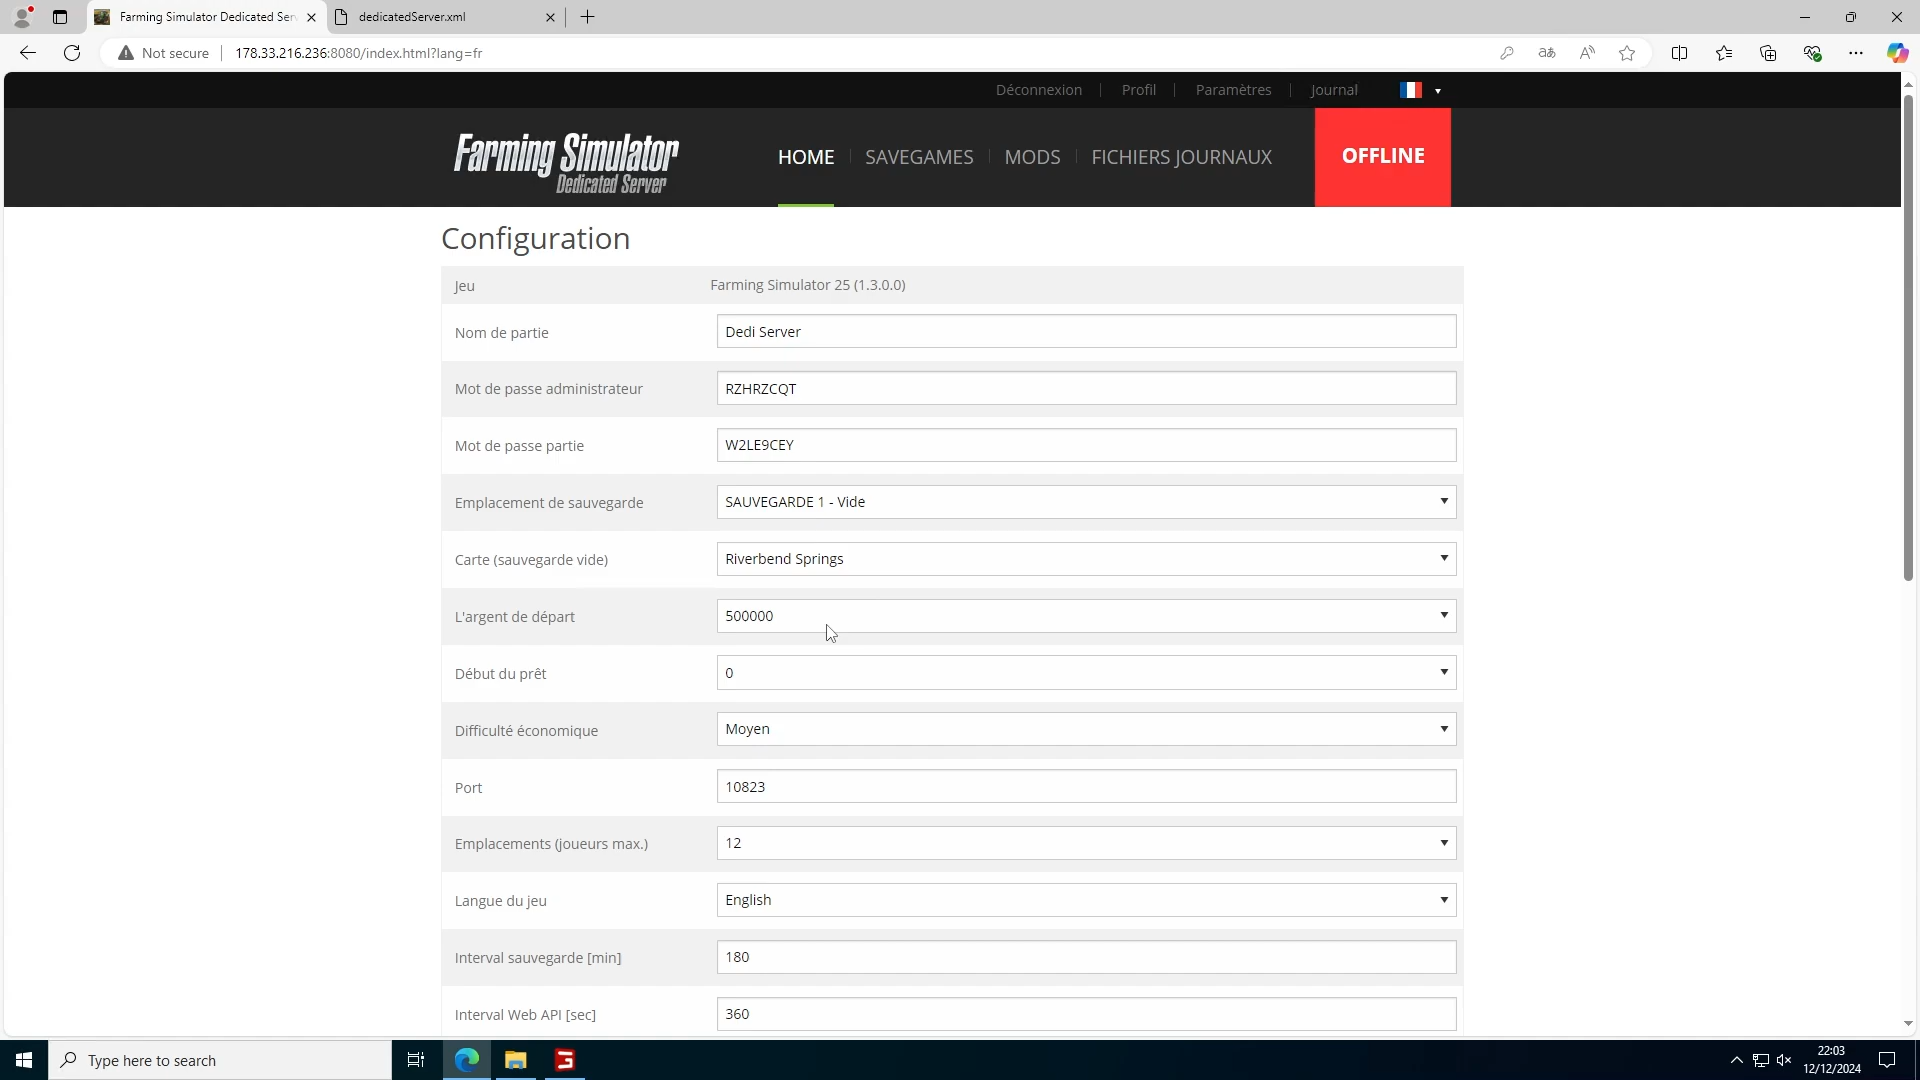 Farming Simulator Dedicated Ser
dedicatedServer.xml
Not secure
178.33.216.236:8080/index.html?lang=fr
Déconnexion
Profil
Paramètres
Journal
Farming Simulator
Dedicated Server
HOME
SAVEGAMES
MODS
FICHIERS JOURNAUX
OFFLINE
Configuration
Jeu
Farming Simulator 25 (1.3.0.0)
Nom de partie
Dedi Server
Mot de passe administrateur
RZHRZCQT
Mot de passe partie
W2LE9CEY
Emplacement de sauvegarde
SAUVEGARDE 1 - Vide
Carte (sauvegarde vide)
Riverbend Springs
L'argent de départ
500000
Début du prêt
0
Difficulté économique
Moyen
Port
10823
Emplacements (joueurs max.)
12
Langue du jeu
English
Interval sauvegarde [min]
180
Interval Web API [sec]
360
Type here to search
22:03
12/12/2024